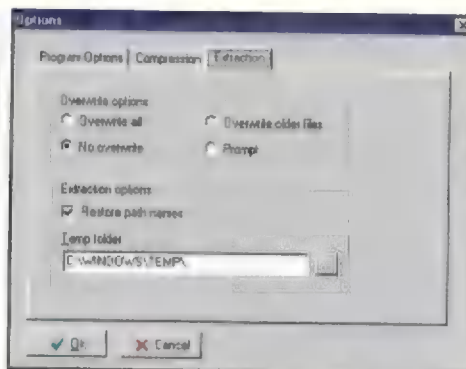 Options
Program Options Compression Extraction
Overwrite options
Overwrite all Overwrite older files
No overwrite Prompt
Extraction options
Restore path names
Temp folder
C:\WINDOWS\TEMP\
Ok Cancel